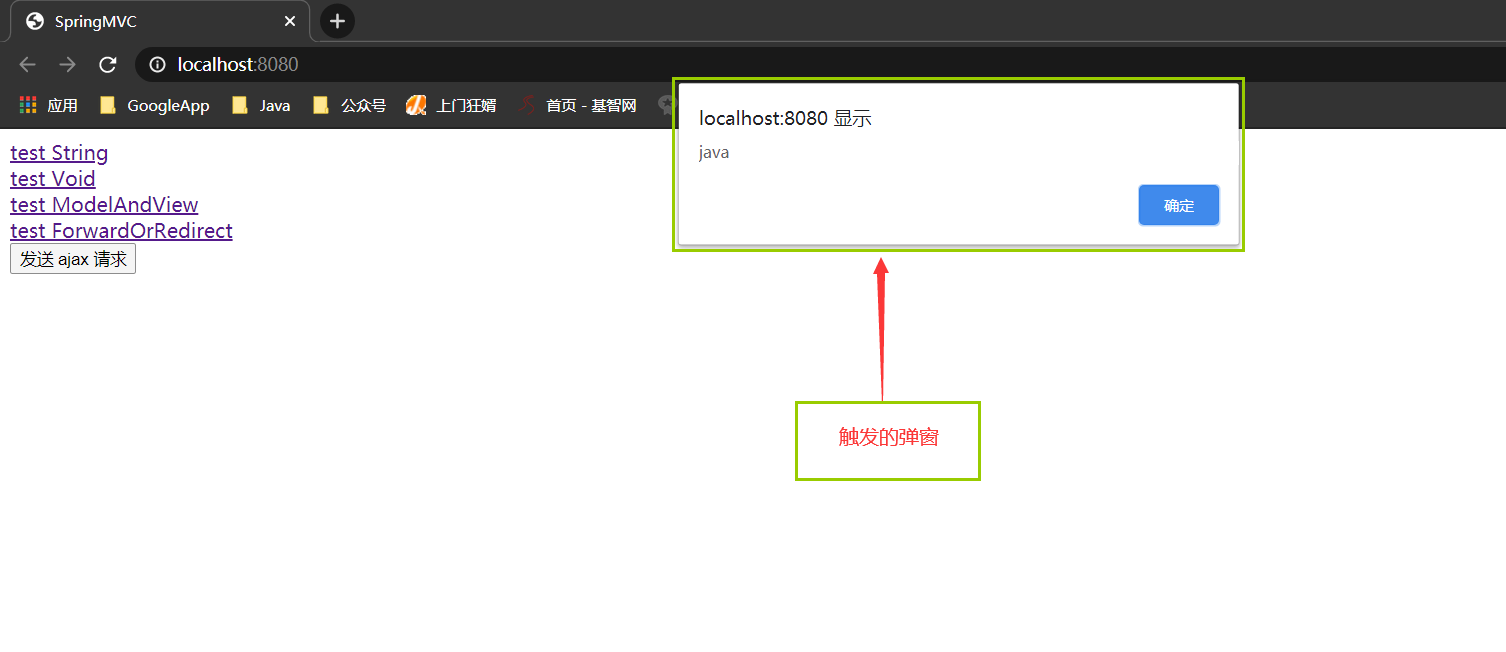 SpringMVC
localhost:8080
应用 GoogleApp Java 公众号 上门狂婿 首页 - 基智网
localhost:8080 显示
java
确定
test String
test Void
test ModelAndView
test ForwardOrRedirect
发送 ajax 请求
触发的弹窗